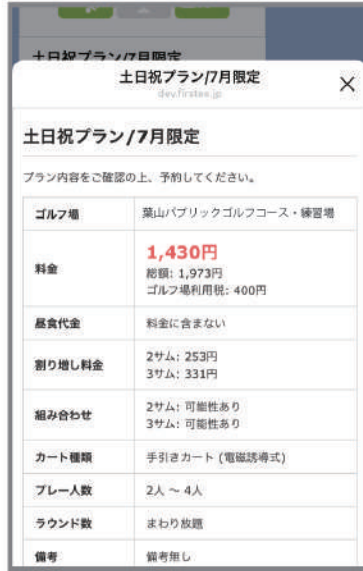 土日祝プラン/7月限定
土日祝プラン/7月限定
dev.firstee.jp
土日祝プラン/7月限定
プラン内容をご確認の上、予約してください。
ゴルフ場 葉山パブリックゴルフコース・練習場
料金 1,430円
総額: 1,973円
ゴルフ場利用税: 400円
昼食代金 料金に含まない
割り増し料金 2サム: 253円
3サム: 331円
組み合わせ 2サム: 可能性あり
3サム: 可能性あり
カート種類 手引きカート (電磁誘導式)
プレー人数 2人 ～ 4人
ラウンド数 まわり放題
備考 備考無し